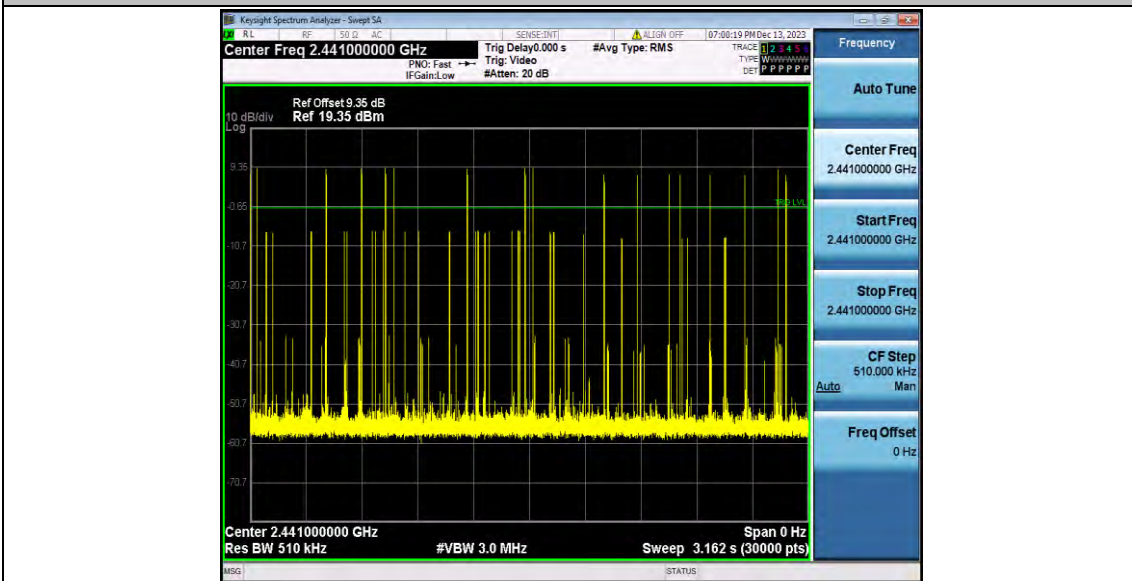 Keysight Spectrum Analyzer - Swept SA
RL RF 50 Ω AC SENSE:INT ALIGN OFF 07:00:19 PM Dec 13, 2023
Center Freq 2.441000000 GHz
PNO: Fast
IFGain:Low
Trig Delay0.000 s
Trig: Video
#Atten: 20 dB
#Avg Type: RMS
TRACE 1 2 3 4 5 6
TYPE WWWWWW
DET P P P P P P
Ref Offset 9.35 dB
10 dB/div Ref 19.35 dBm
Log
9.35
-0.65
TRIG LVL
-10.7
-20.7
-30.7
-40.7
-50.7
-60.7
-70.7
Center 2.441000000 GHz Span 0 Hz
Res BW 510 kHz #VBW 3.0 MHz Sweep 3.162 s (30000 pts)
MSG STATUS
Frequency
Auto Tune
Center Freq
2.441000000 GHz
Start Freq
2.441000000 GHz
Stop Freq
2.441000000 GHz
CF Step
510.000 kHz
Auto Man
Freq Offset
0 Hz